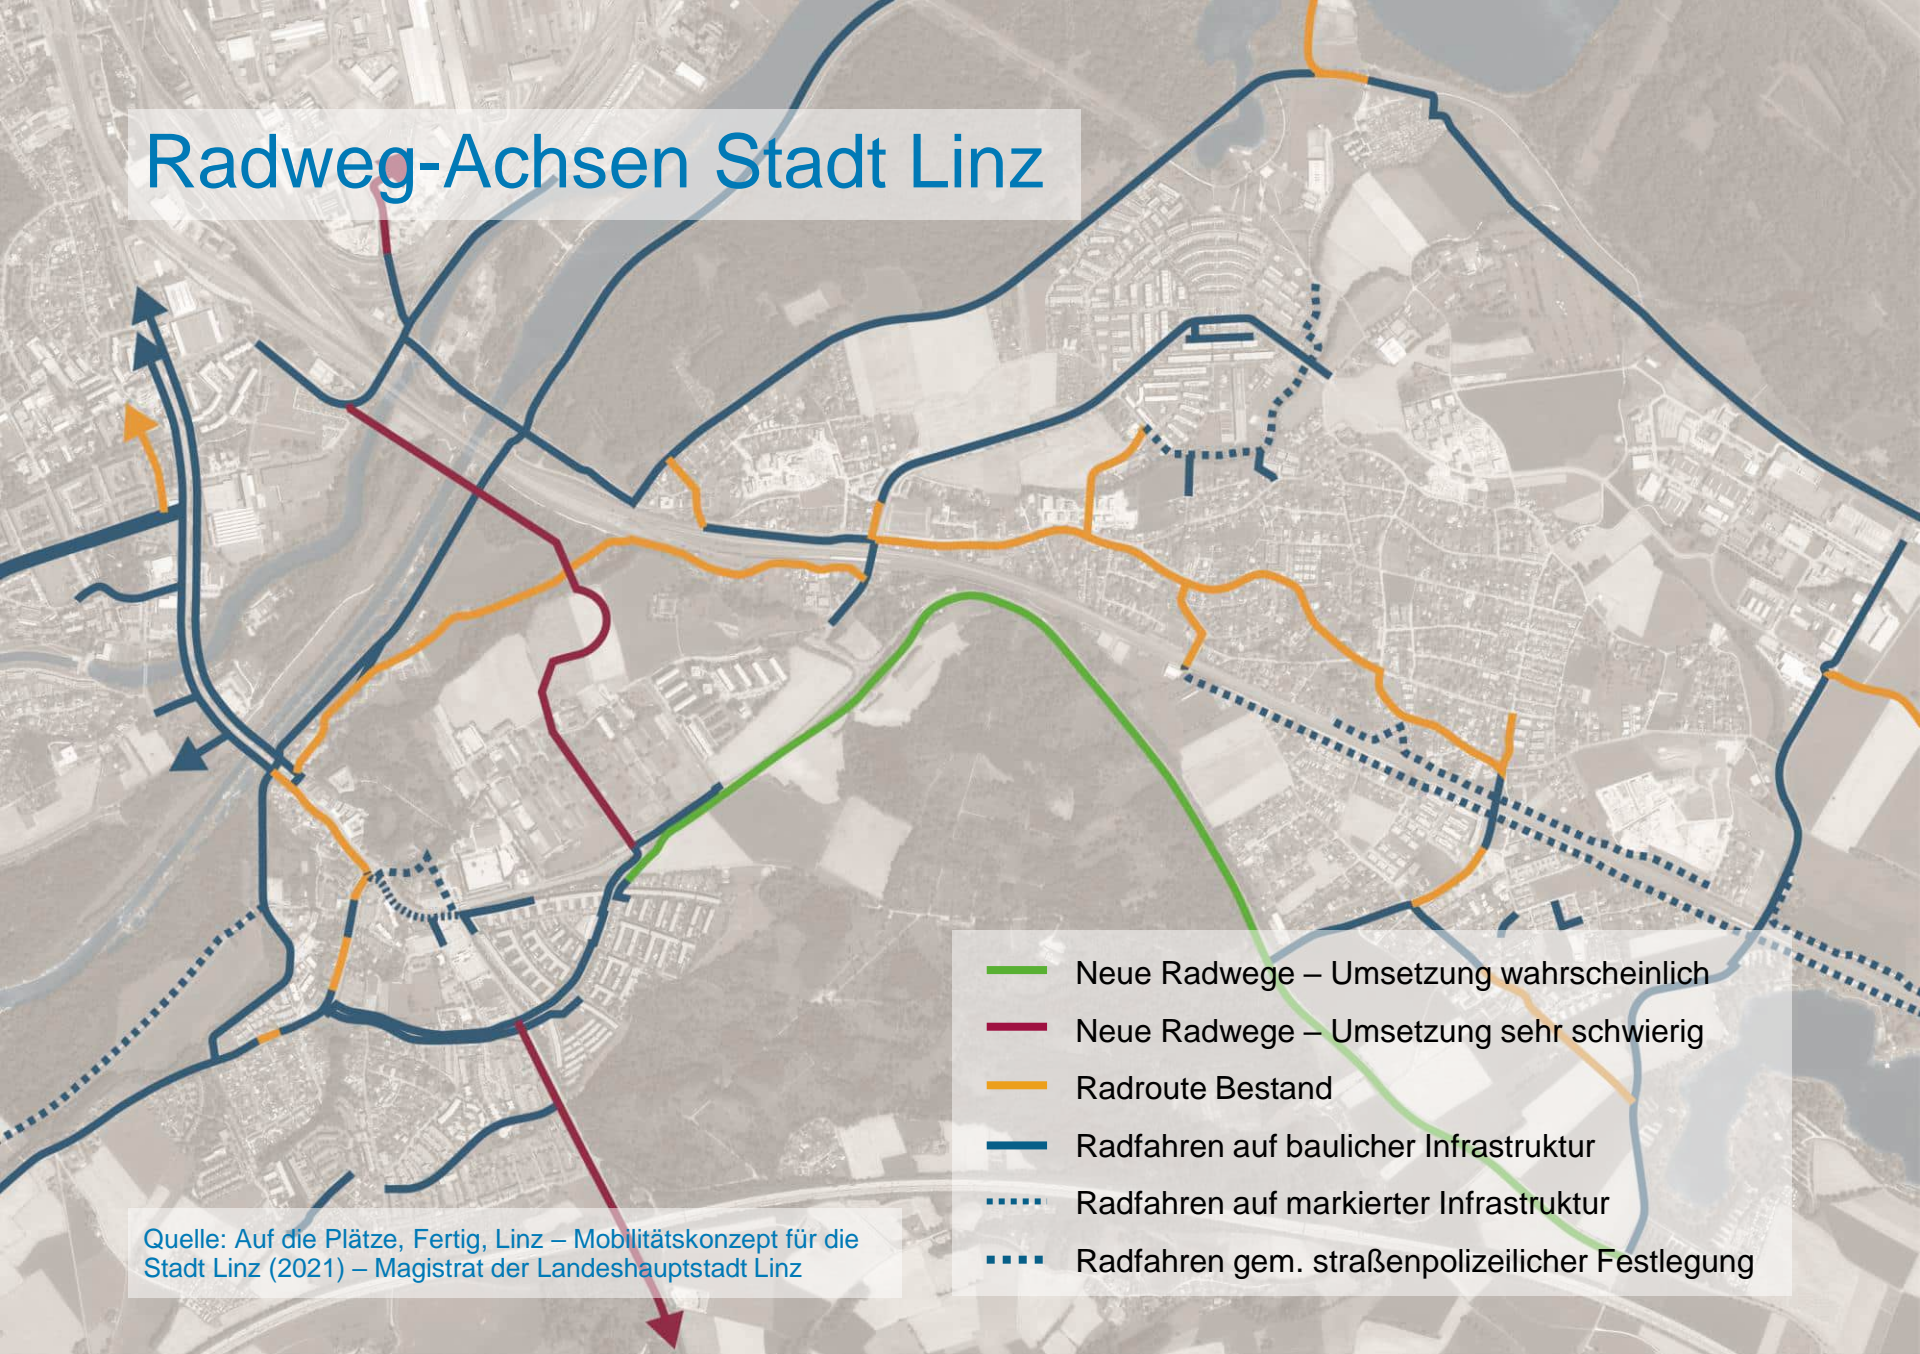 Radweg-Achsen Stadt Linz
Neue Radwege – Umsetzung wahrscheinlich
Neue Radwege – Umsetzung sehr schwierig
Radroute Bestand
Radfahren auf baulicher Infrastruktur
Radfahren auf markierter Infrastruktur
Radfahren gem. straßenpolizeilicher Festlegung
Quelle: Auf die Plätze, Fertig, Linz – Mobilitätskonzept für die
Stadt Linz (2021) – Magistrat der Landeshauptstadt Linz